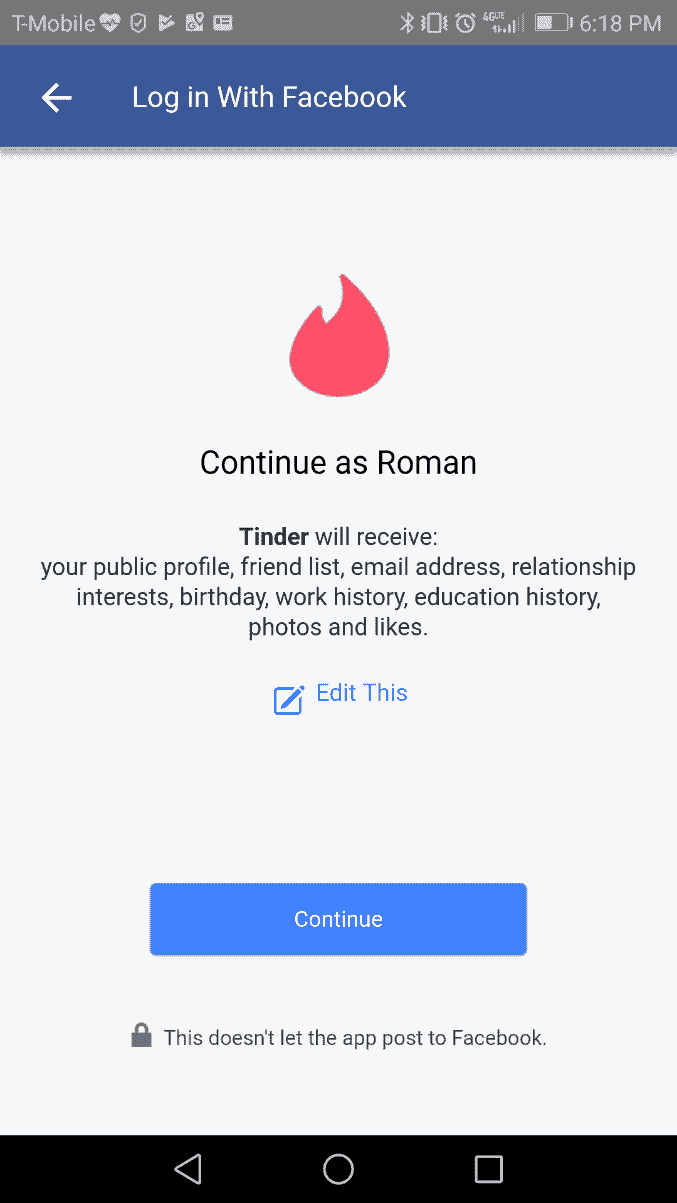 T-Mobile 4G LTE 6:18 PM
Log in With Facebook
Continue as Roman
Tinder will receive:
your public profile, friend list, email address, relationship
interests, birthday, work history, education history,
photos and likes.
Edit This
Continue
This doesn't let the app post to Facebook.